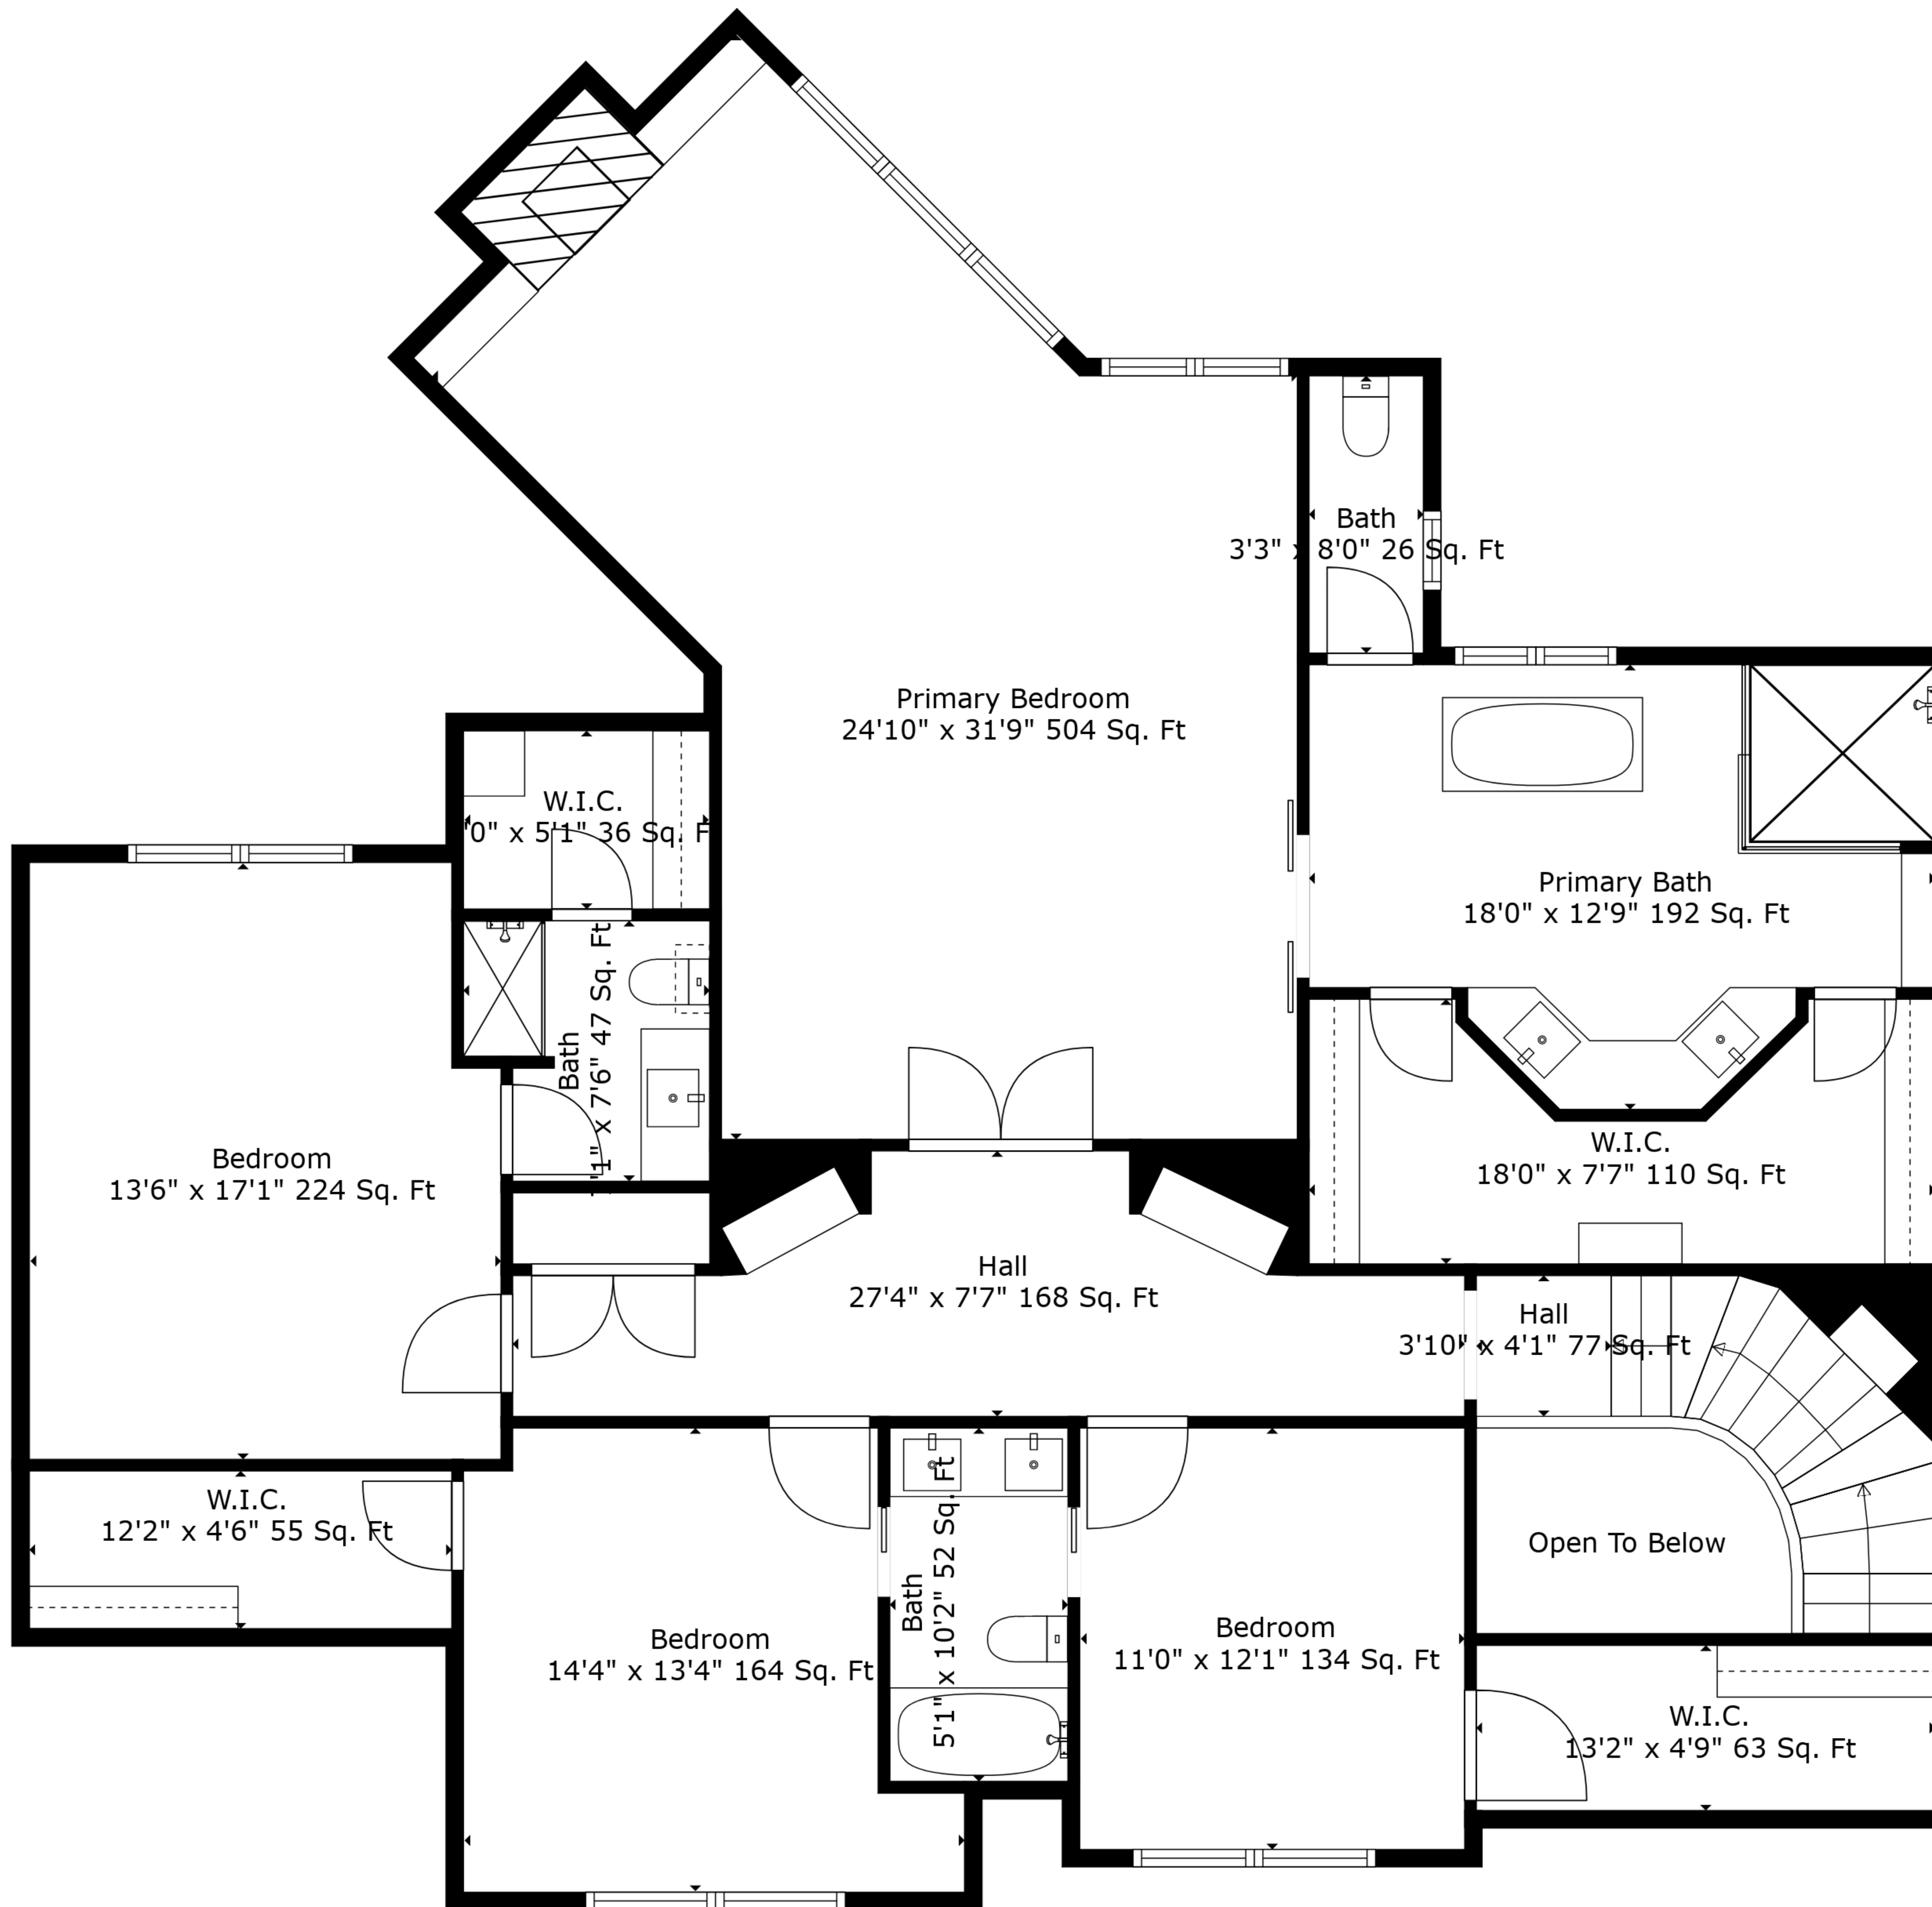 Bath
3'3" x 8'0" 26 Sq. Ft
Primary Bedroom
24'10" x 31'9" 504 Sq. Ft
W.I.C.
'0" x 5'1" 36 Sq. F
Primary Bath
18'0" x 12'9" 192 Sq. Ft
Bath
'1" x 7'6" 47 Sq. Ft
Bedroom
13'6" x 17'1" 224 Sq. Ft
W.I.C.
18'0" x 7'7" 110 Sq. Ft
Hall
27'4" x 7'7" 168 Sq. Ft
Hall
3'10" x 4'1" 77 Sq. Ft
W.I.C.
12'2" x 4'6" 55 Sq. Ft
Open To Below
Bath
5'1" x 10'2" 52 Sq. Ft
Bedroom
14'4" x 13'4" 164 Sq. Ft
Bedroom
11'0" x 12'1" 134 Sq. Ft
W.I.C.
13'2" x 4'9" 63 Sq. Ft